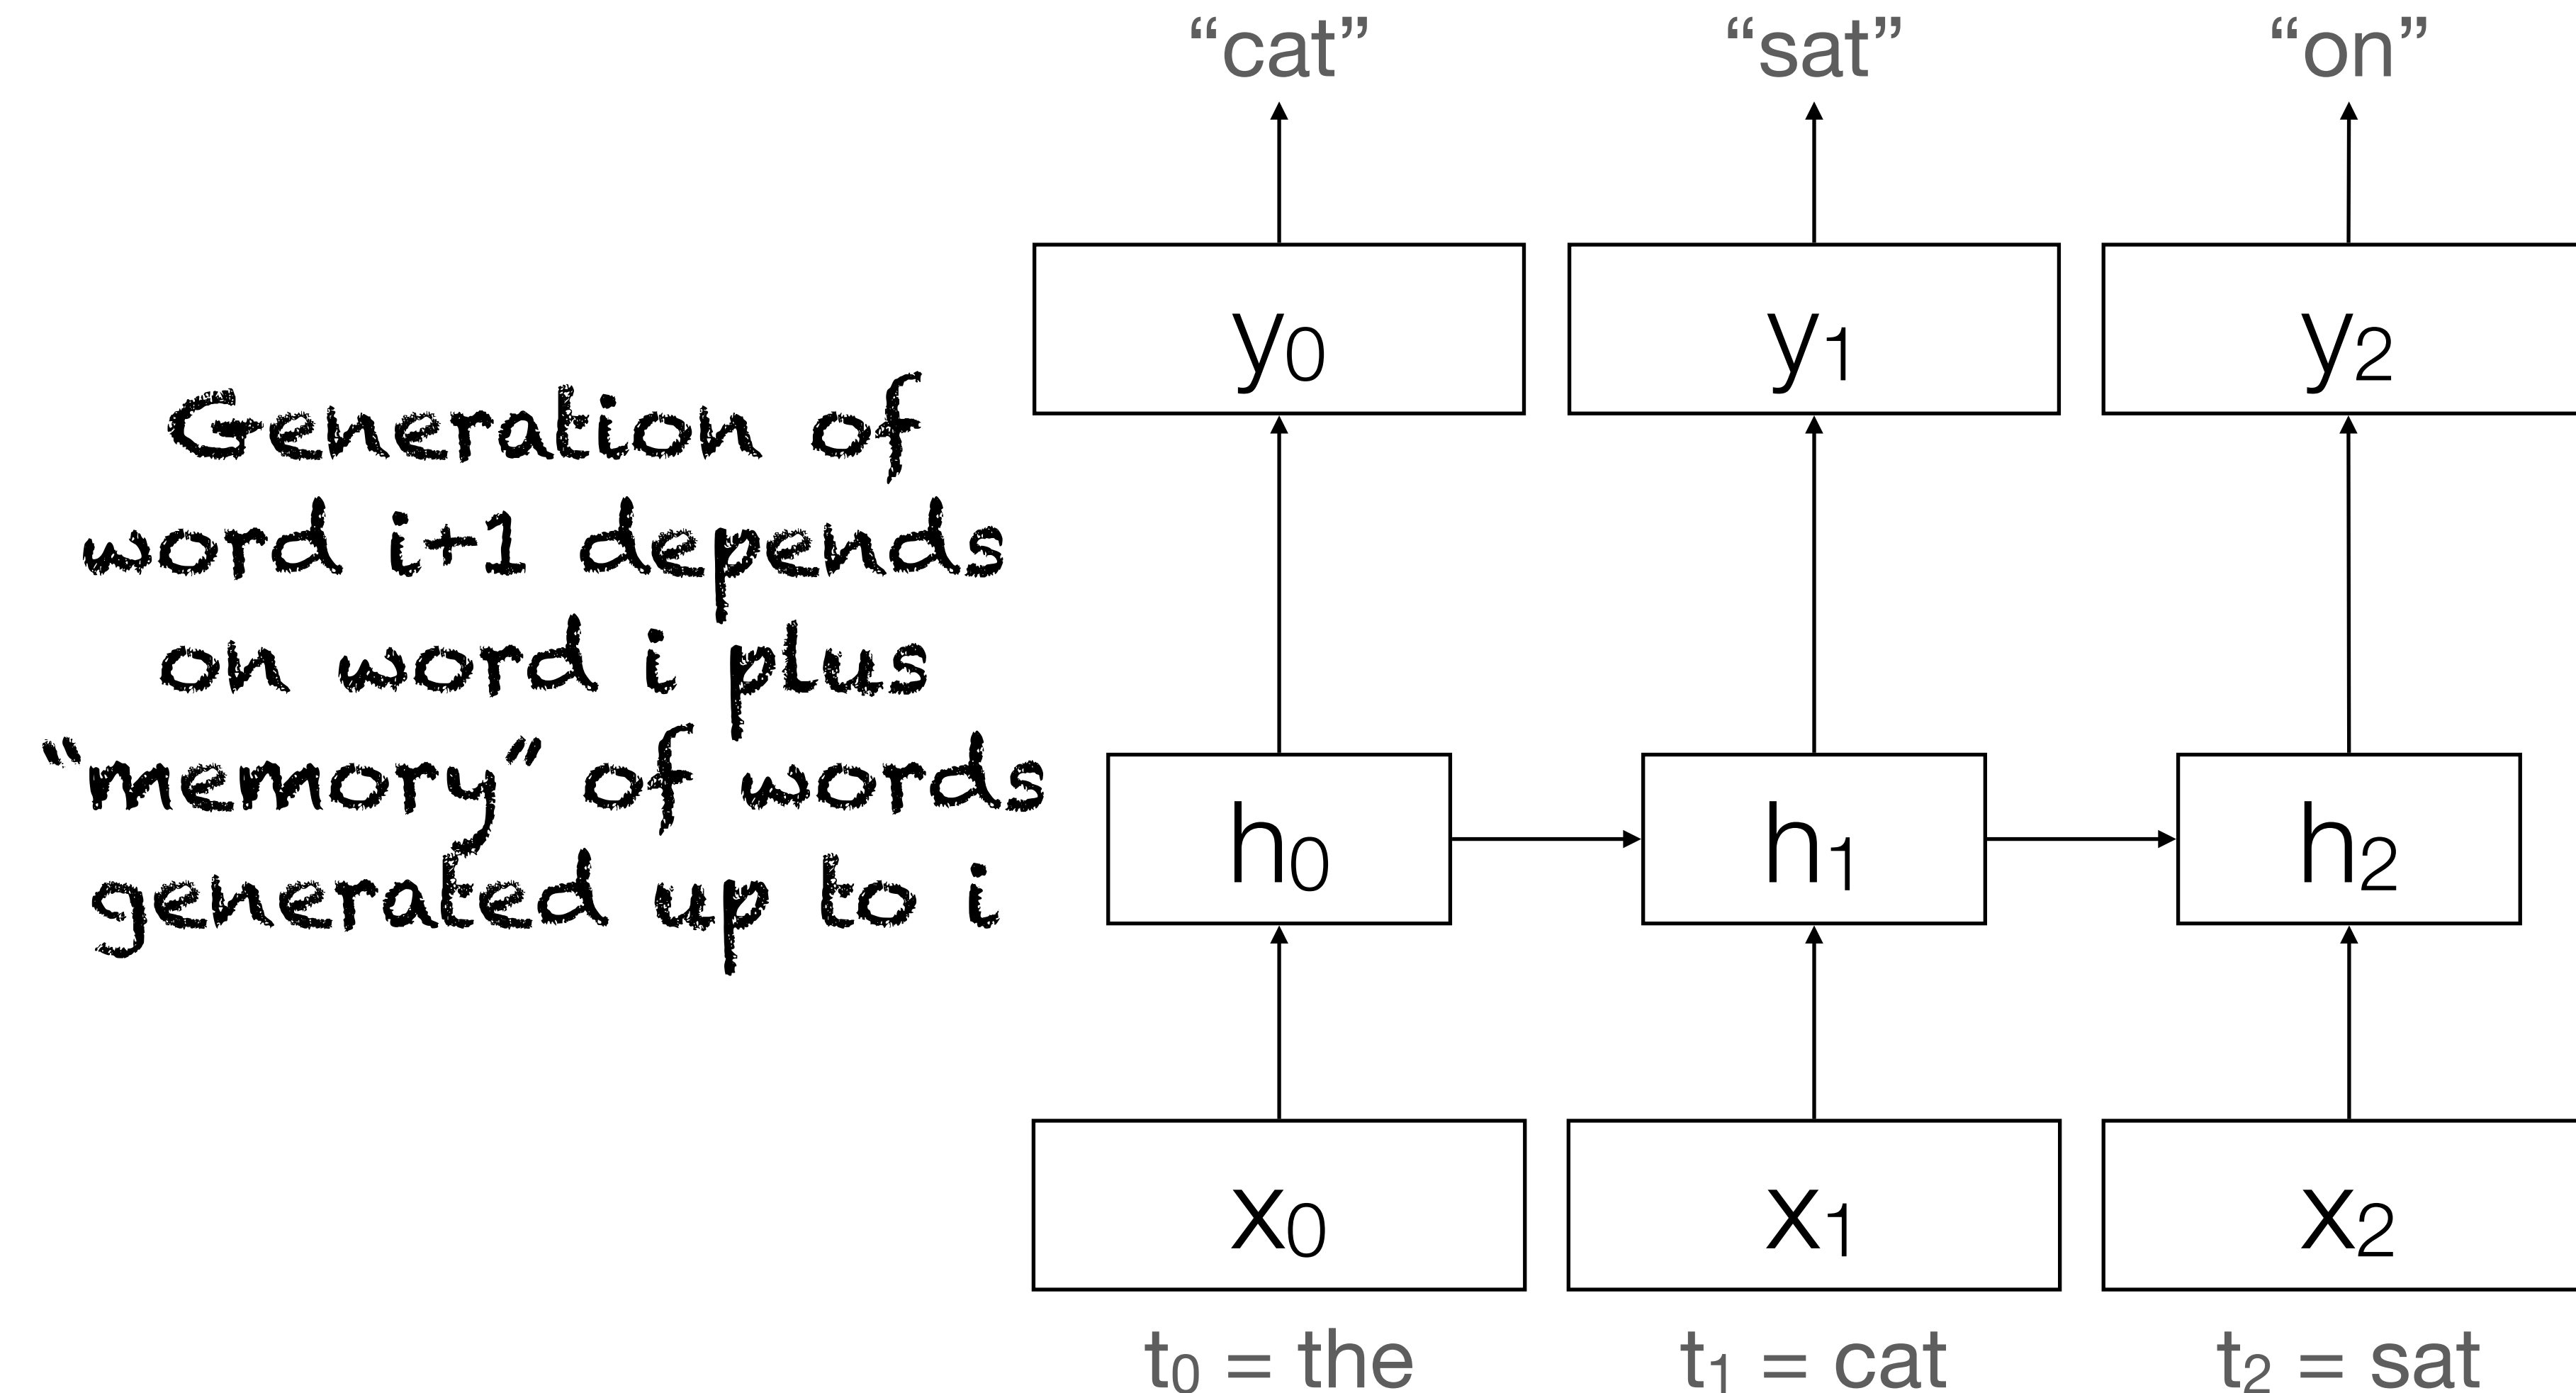 Generation of
word i+1 depends
on word i plus
“memory” of words
generated up to i
“cat” “sat” “on”
y0 y1 y2
h0 h1 h2
x0 x1 x2
t0 = the t1 = cat t2 = sat